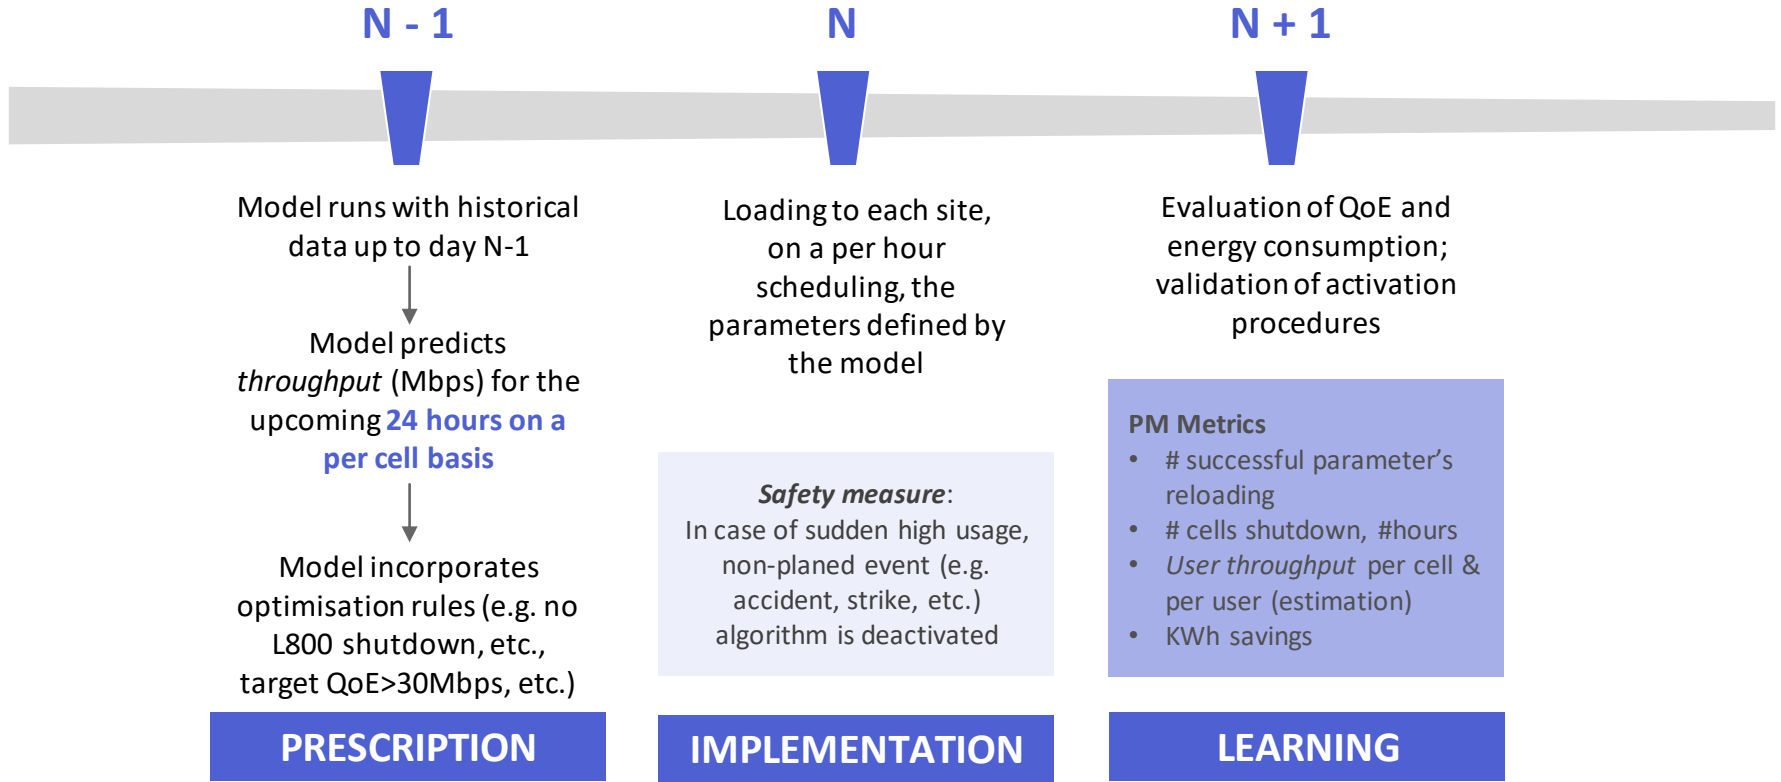 N - 1
Model runs with historical
data up to day N-1
Model predicts
throughput (Mbps) for the
upcoming 24 hours on a
per cell basis
Model incorporates
optimisation rules (e.g. no
L800 shutdown, etc.,
target QoE>30Mbps, etc.)
PRESCRIPTION
N
Loading to each site,
on a per hour
scheduling, the
parameters defined by
the model
Safety measure:
In case of sudden high usage,
non-planed event (e.g.
accident, strike, etc.)
algorithm is deactivated
IMPLEMENTATION
N + 1
Evaluation of QoE and
energy consumption;
validation of activation
procedures
PM Metrics
• # successful parameter's
reloading
• # cells shutdown, #hours
• User throughput per cell &
per user (estimation)
• KWh savings
LEARNING